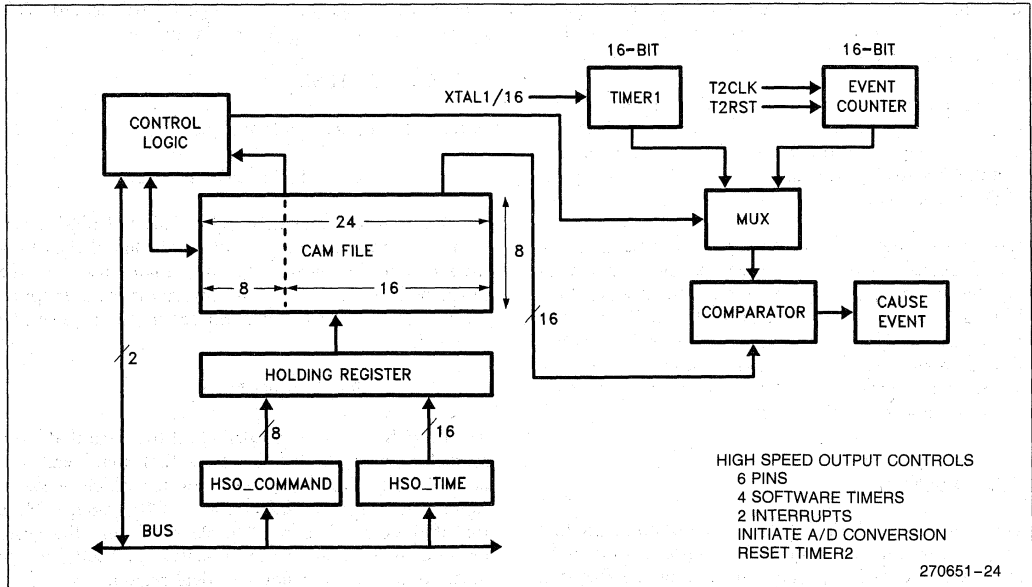 16-BIT
16-BIT
XTAL1/16
TIMER1
T2CLK
T2RST
EVENT
COUNTER
CONTROL
LOGIC
MUX
24
CAM FILE
8
8
16
COMPARATOR
CAUSE
EVENT
16
2
HOLDING REGISTER
8
16
HSO_COMMAND
HSO_TIME
BUS
HIGH SPEED OUTPUT CONTROLS
6 PINS
4 SOFTWARE TIMERS
2 INTERRUPTS
INITIATE A/D CONVERSION
RESET TIMER2
270651-24